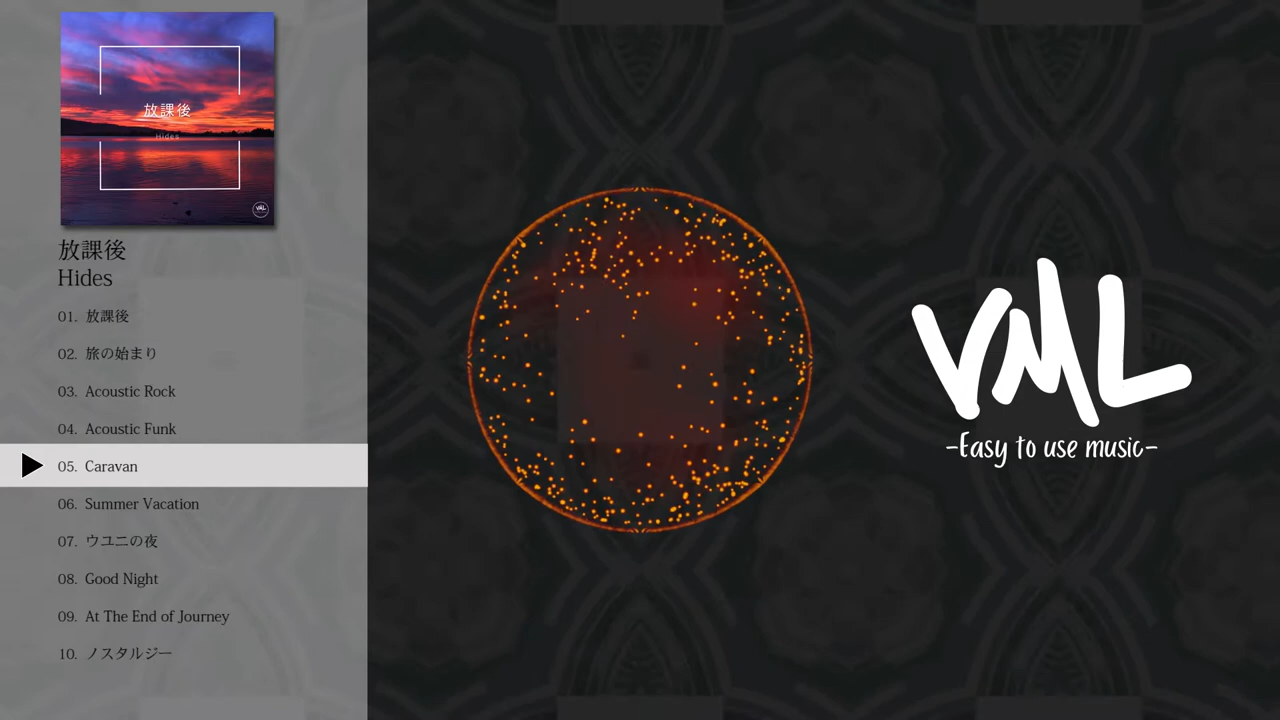 放課後
Hides
VML
放課後
Hides
01. 放課後
02. 旅の始まり
03. Acoustic Rock
04. Acoustic Funk
05. Caravan
06. Summer Vacation
07. ウユニの夜
08. Good Night
09. At The End of Journey
10. ノスタルジー
VML
-Easy to use music-